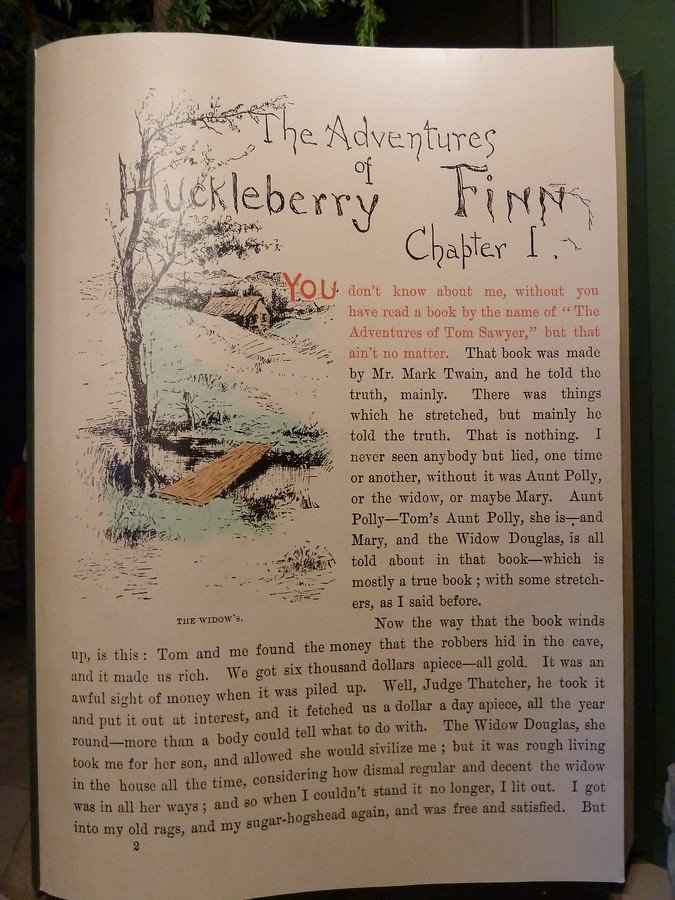 The Adventures
of
Huckleberry Finn
Chapter I.
YOU don't know about me, without you
have read a book by the name of "The
Adventures of Tom Sawyer," but that
ain't no matter. That book was made
by Mr. Mark Twain, and he told the
truth, mainly. There was things
which he stretched, but mainly he
told the truth. That is nothing. I
never seen anybody but lied, one time
or another, without it was Aunt Polly,
or the widow, or maybe Mary. Aunt
Polly—Tom's Aunt Polly, she is—and
Mary, and the Widow Douglas, is all
told about in that book—which is
mostly a true book; with some stretch-
ers, as I said before.
THE WIDOW'S.
Now the way that the book winds
up, is this: Tom and me found the money that the robbers hid in the cave,
and it made us rich. We got six thousand dollars apiece—all gold. It was an
awful sight of money when it was piled up. Well, Judge Thatcher, he took it
and put it out at interest, and it fetched us a dollar a day apiece, all the year
round—more than a body could tell what to do with. The Widow Douglas, she
took me for her son, and allowed she would sivilize me; but it was rough living
in the house all the time, considering how dismal regular and decent the widow
was in all her ways; and so when I couldn't stand it no longer, I lit out. I got
into my old rags, and my sugar-hogshead again, and was free and satisfied. But
2